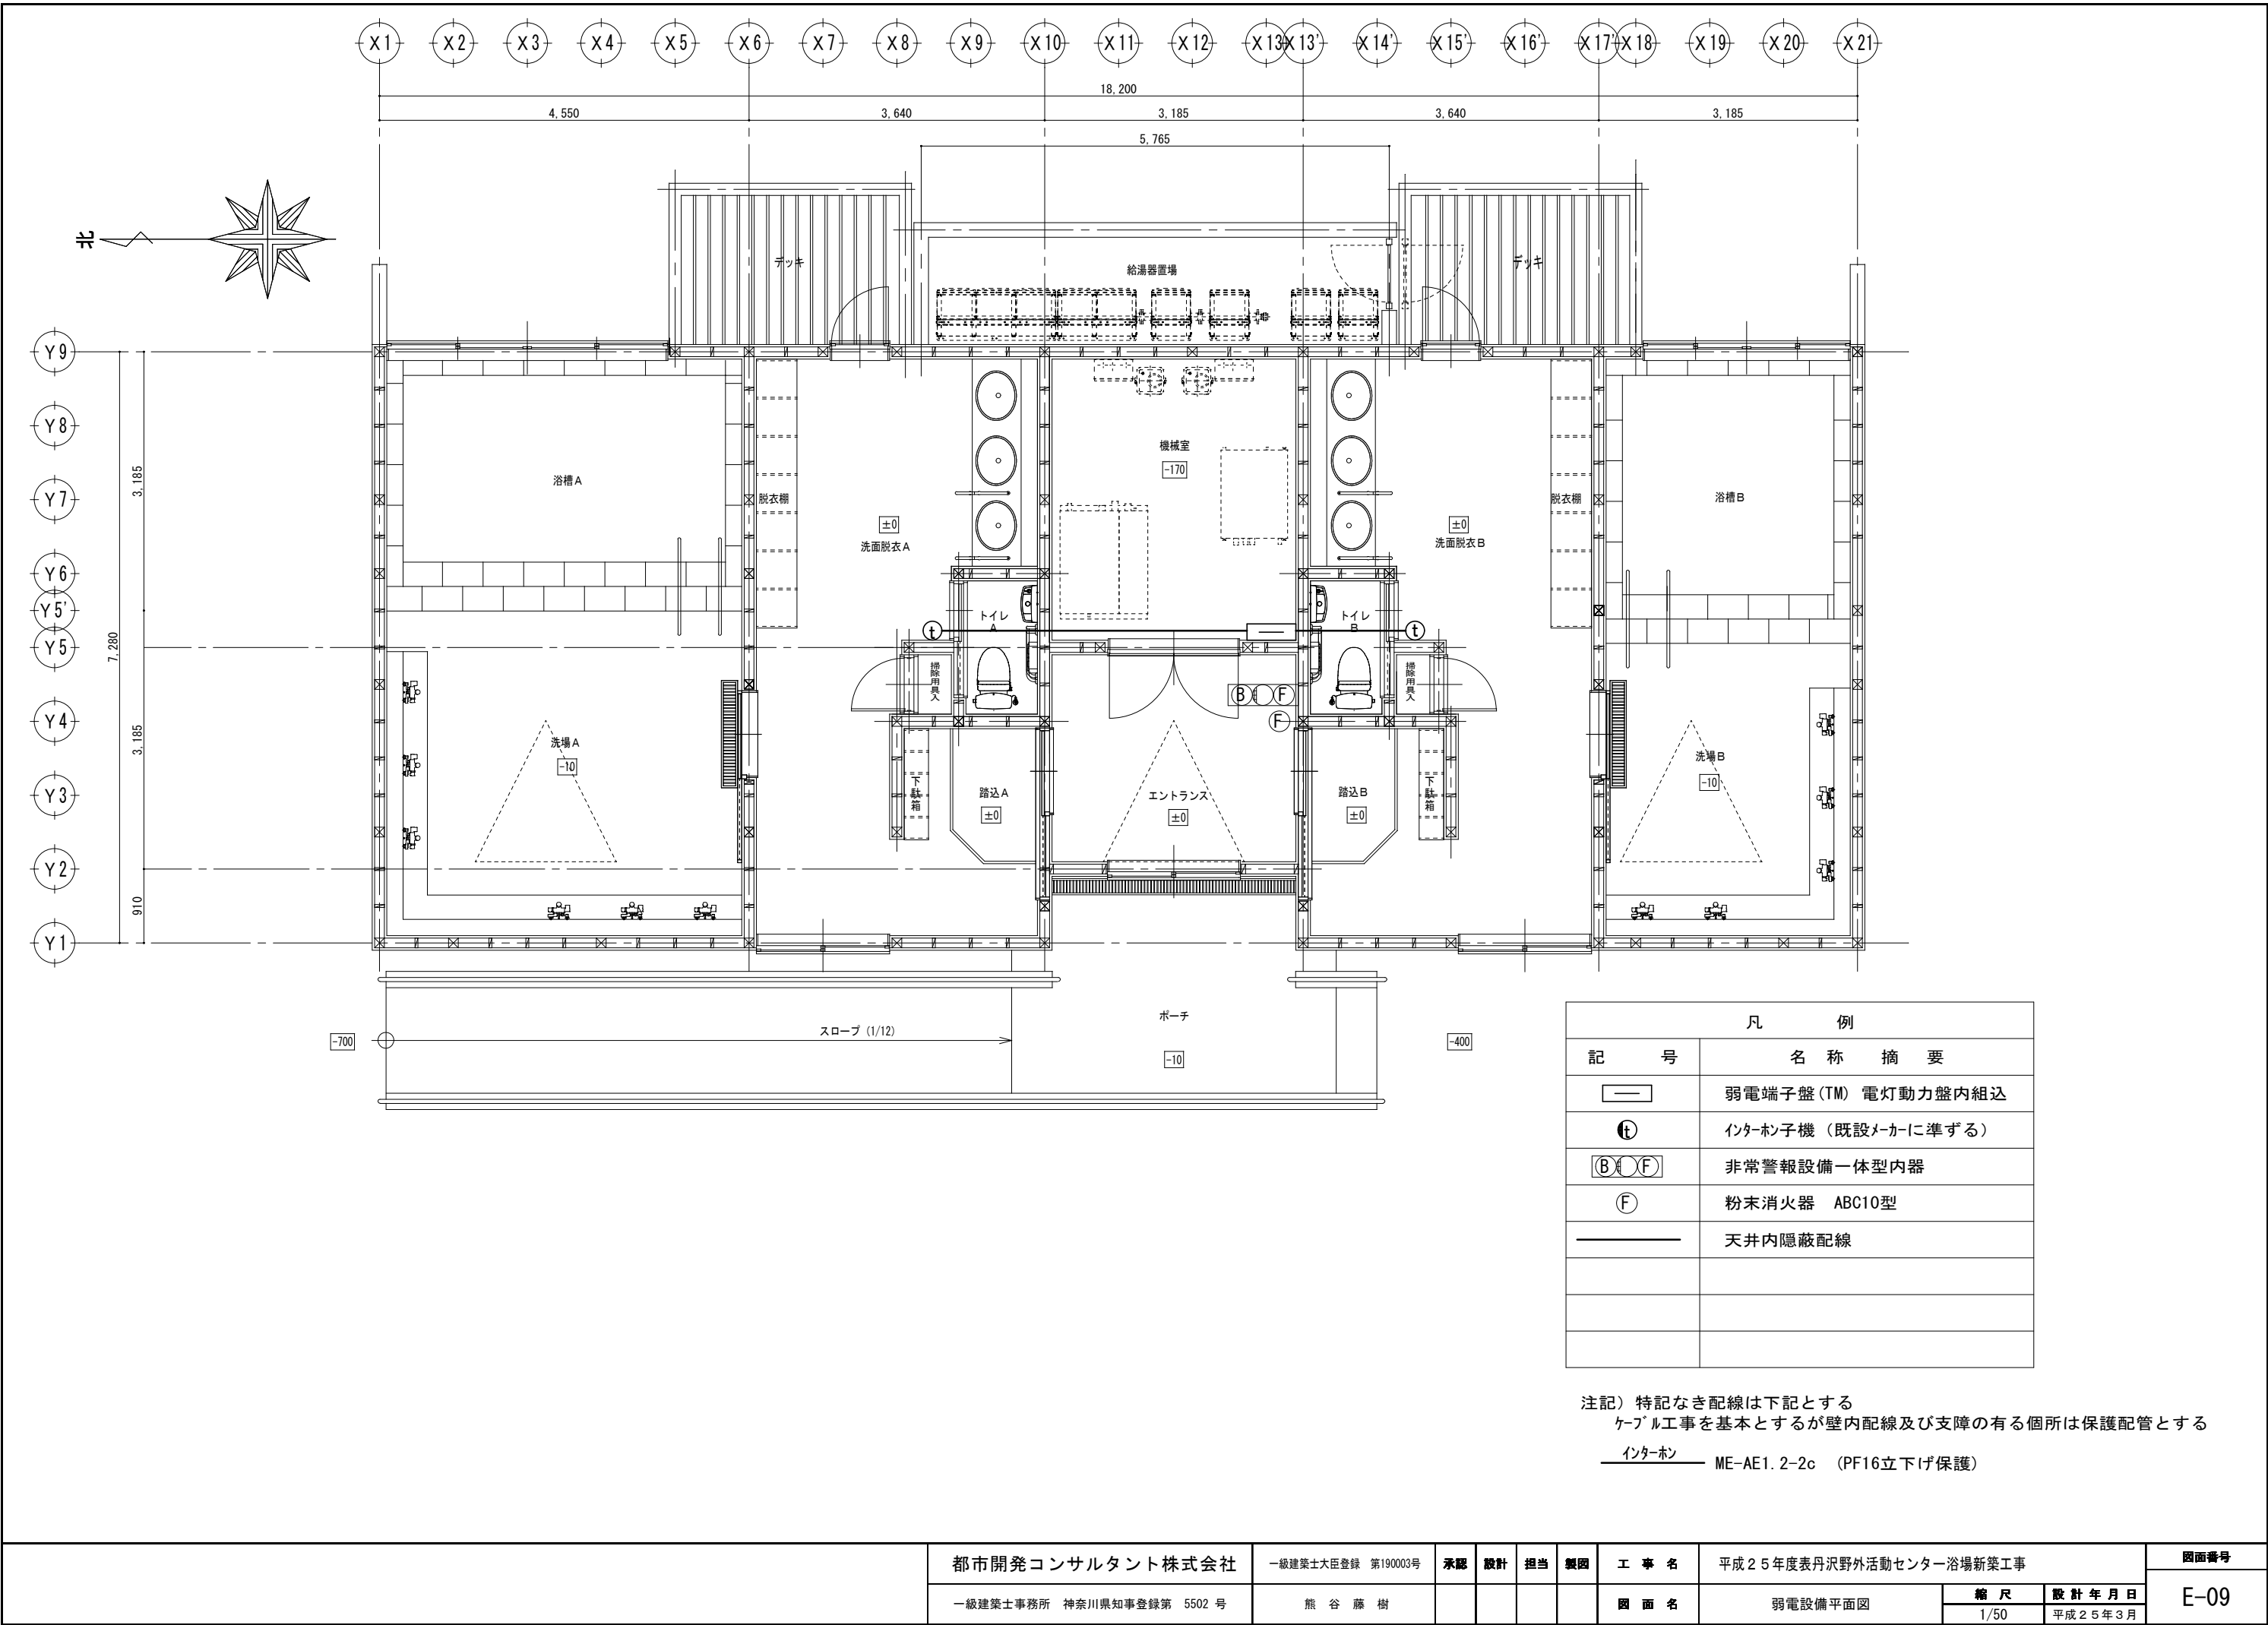 X1 X2 X3 X4 X5 X6 X7 X8 X9 X10 X11 X12 X13 X13' X14' X15' X16' X17' X18 X19 X20 X21
18,200
4,550 3,640 3,185 3,640 3,185
5,765
北
デッキ
デッキ
給湯器置場
Y9
Y8
Y7
Y6
Y5'
Y5
Y4
Y3
Y2
Y1
3,185
7,280
3,185
910
浴槽A
脱衣棚
±0
洗面脱衣A
機械室
-170
±0
洗面脱衣B
脱衣棚
浴槽B
トイレ
A
トイレ
B
t
t
掃除用具入
掃除用具入
B F
F
洗場A
-10
下駄箱
踏込A
±0
エントランス
±0
踏込B
±0
下駄箱
洗場B
-10
スロープ (1/12)
-700
ポーチ
-10
-400
凡 例
記 号 名 称 摘 要
弱電端子盤(TM) 電灯動力盤内組込
t インターホン子機（既設メーカーに準ずる）
B F 非常警報設備一体型内器
F 粉末消火器 ABC10型
天井内隠蔽配線
注記）特記なき配線は下記とする
ケーブル工事を基本とするが壁内配線及び支障の有る個所は保護配管とする
インターホン ME-AE1.2-2c （PF16立下げ保護）
都市開発コンサルタント株式会社 一級建築士大臣登録 第190003号 承認 設計 担当 製図 工事名 平成２５年度表丹沢野外活動センター浴場新築工事 図面番号
一級建築士事務所 神奈川県知事登録第 5502 号 熊谷藤樹 図面名 弱電設備平面図 縮尺 設計年月日 E-09
1/50 平成２５年３月